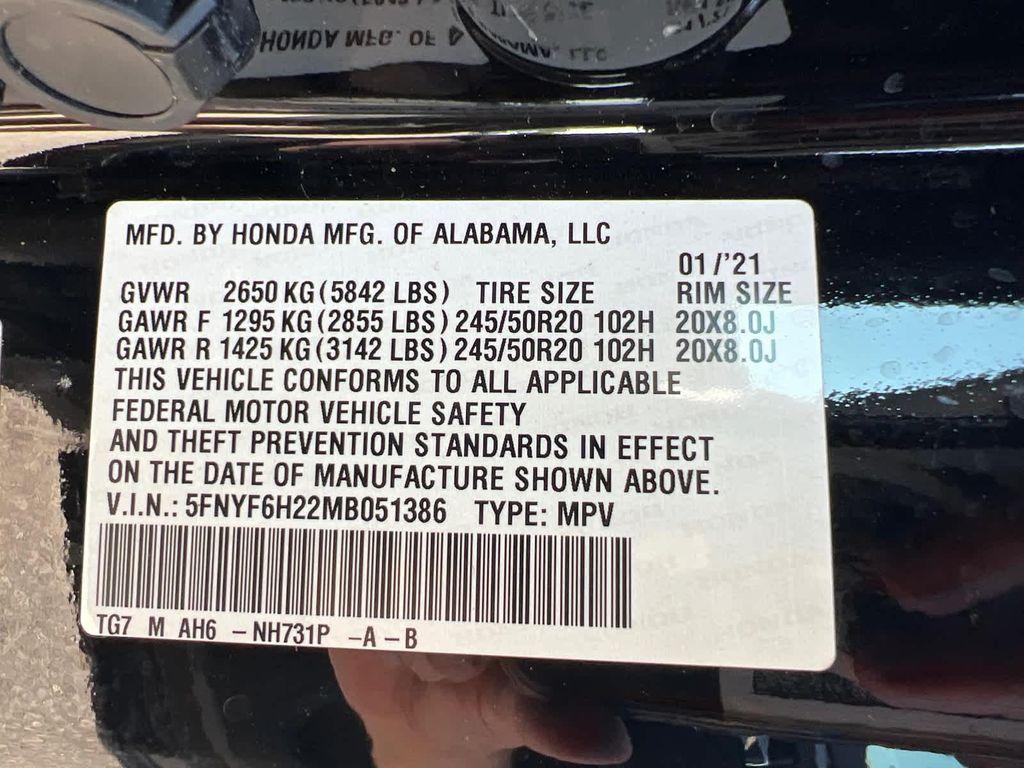 HONDA MFG. OF A
MFD. BY HONDA MFG. OF ALABAMA, LLC
01/'21
GVWR 2650 KG (5842 LBS) TIRE SIZE RIM SIZE
GAWR F 1295 KG (2855 LBS) 245/50R20 102H 20X8.0J
GAWR R 1425 KG (3142 LBS) 245/50R20 102H 20X8.0J
THIS VEHICLE CONFORMS TO ALL APPLICABLE
FEDERAL MOTOR VEHICLE SAFETY
AND THEFT PREVENTION STANDARDS IN EFFECT
ON THE DATE OF MANUFACTURE SHOWN ABOVE.
V.I.N.: 5FNYF6H22MB051386 TYPE: MPV
TG7 M AH6 - NH731P - A - B